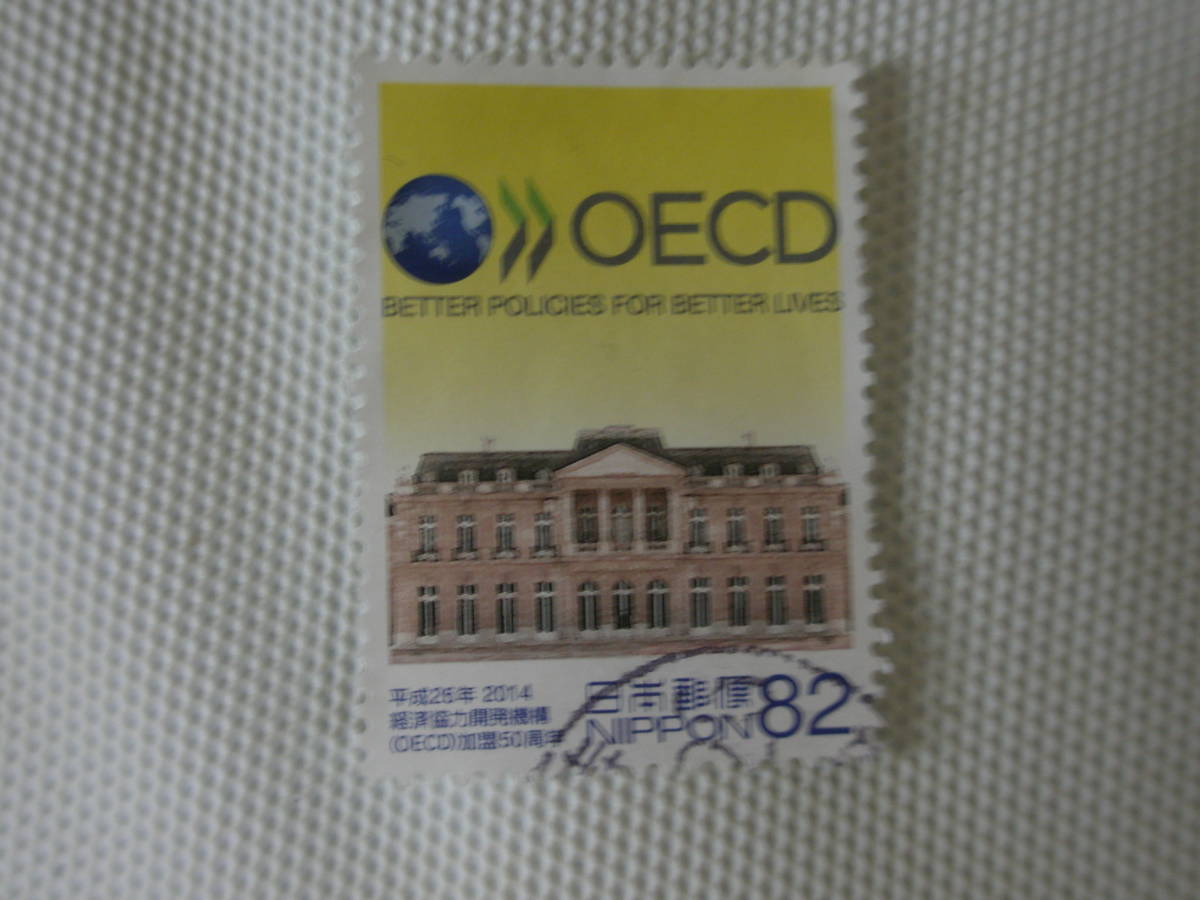 OECD
BETTER POLICIES FOR BETTER LIVES
平成26年 2014
経済協力開発機構
(OECD)加盟50周年
日本郵便
NIPPON 82